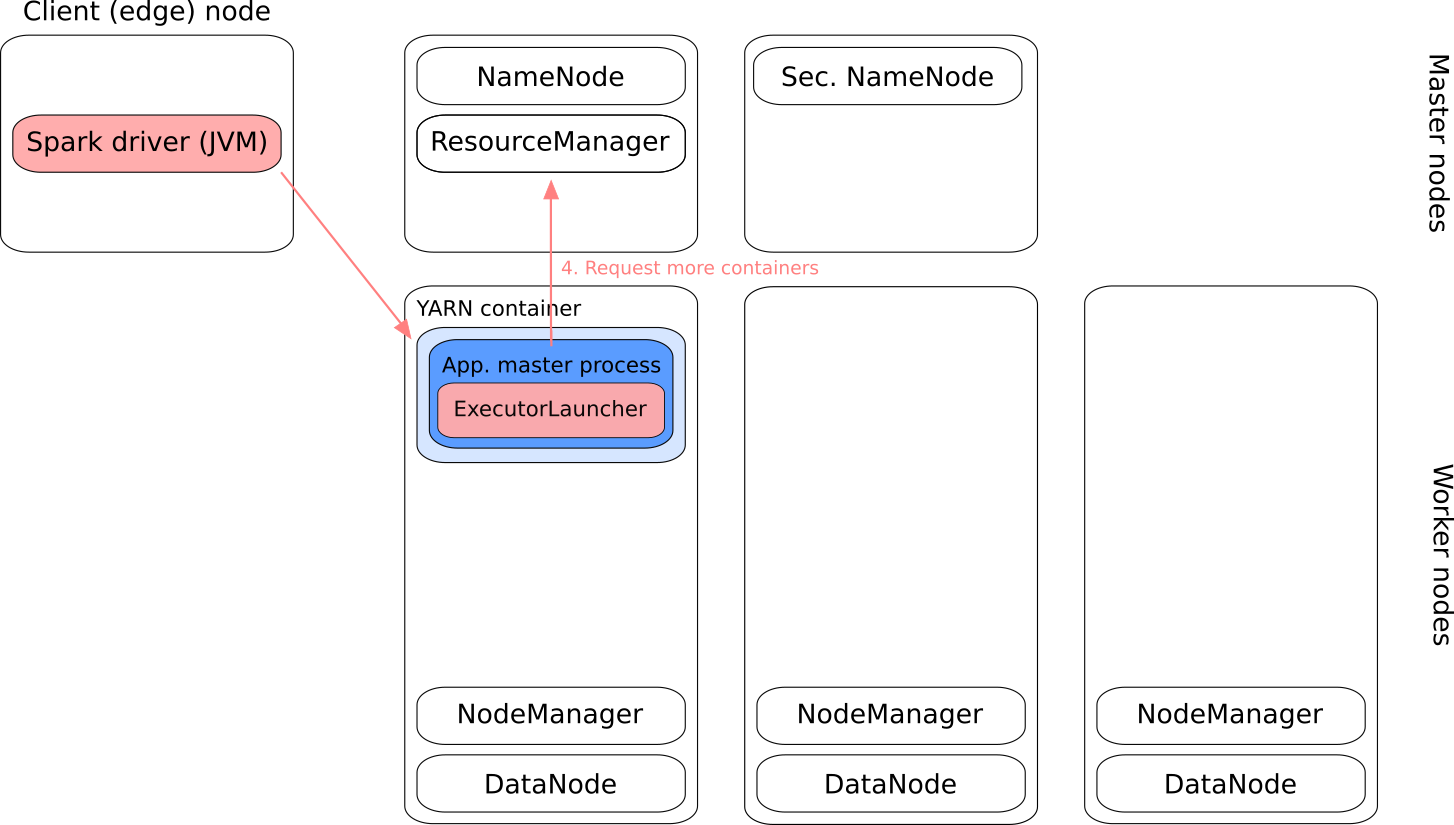 Client (edge) node
Spark driver (JVM)
NameNode
ResourceManager
Sec. NameNode
Master nodes
4. Request more containers
YARN container
App. master process
ExecutorLauncher
Worker nodes
NodeManager
NodeManager
NodeManager
DataNode
DataNode
DataNode